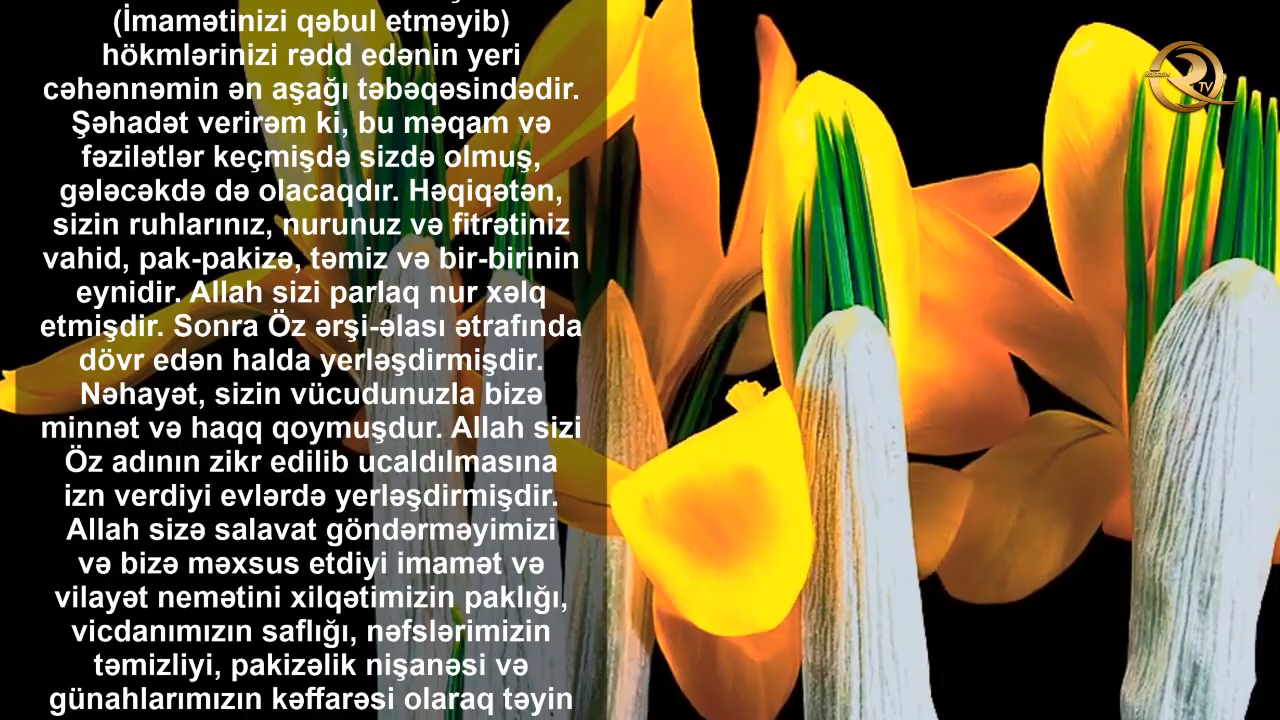 (İmamətinizi qəbul etməyib)
hökmlərinizi rədd edənin yeri
cəhənnəmin ən aşağı təbəqəsindədir.
Şəhadət verirəm ki, bu məqam və
fəzilətlər keçmişdə sizdə olmuş,
gələcəkdə də olacaqdır. Həqiqətən,
sizin ruhlarınız, nurunuz və fitrətiniz
vahid, pak-pakizə, təmiz və bir-birinin
eynidir. Allah sizi parlaq nur xəlq
etmişdir. Sonra Öz ərşi-əlası ətrafında
dövr edən halda yerləşdirmişdir.
Nəhayət, sizin vücudunuzla bizə
minnət və haqq qoymuşdur. Allah sizi
Öz adının zikr edilib ucaldılmasına
izn verdiyi evlərdə yerləşdirmişdir.
Allah sizə salavat göndərməyimizi
və bizə məxsus etdiyi imamət və
vilayət nemətini xilqətimizin paklığı,
vicdanımızın saflığı, nəfslərimizin
təmizliyi, pakizəlik nişanəsi və
günahlarımızın kəffarəsi olaraq təyin
TV